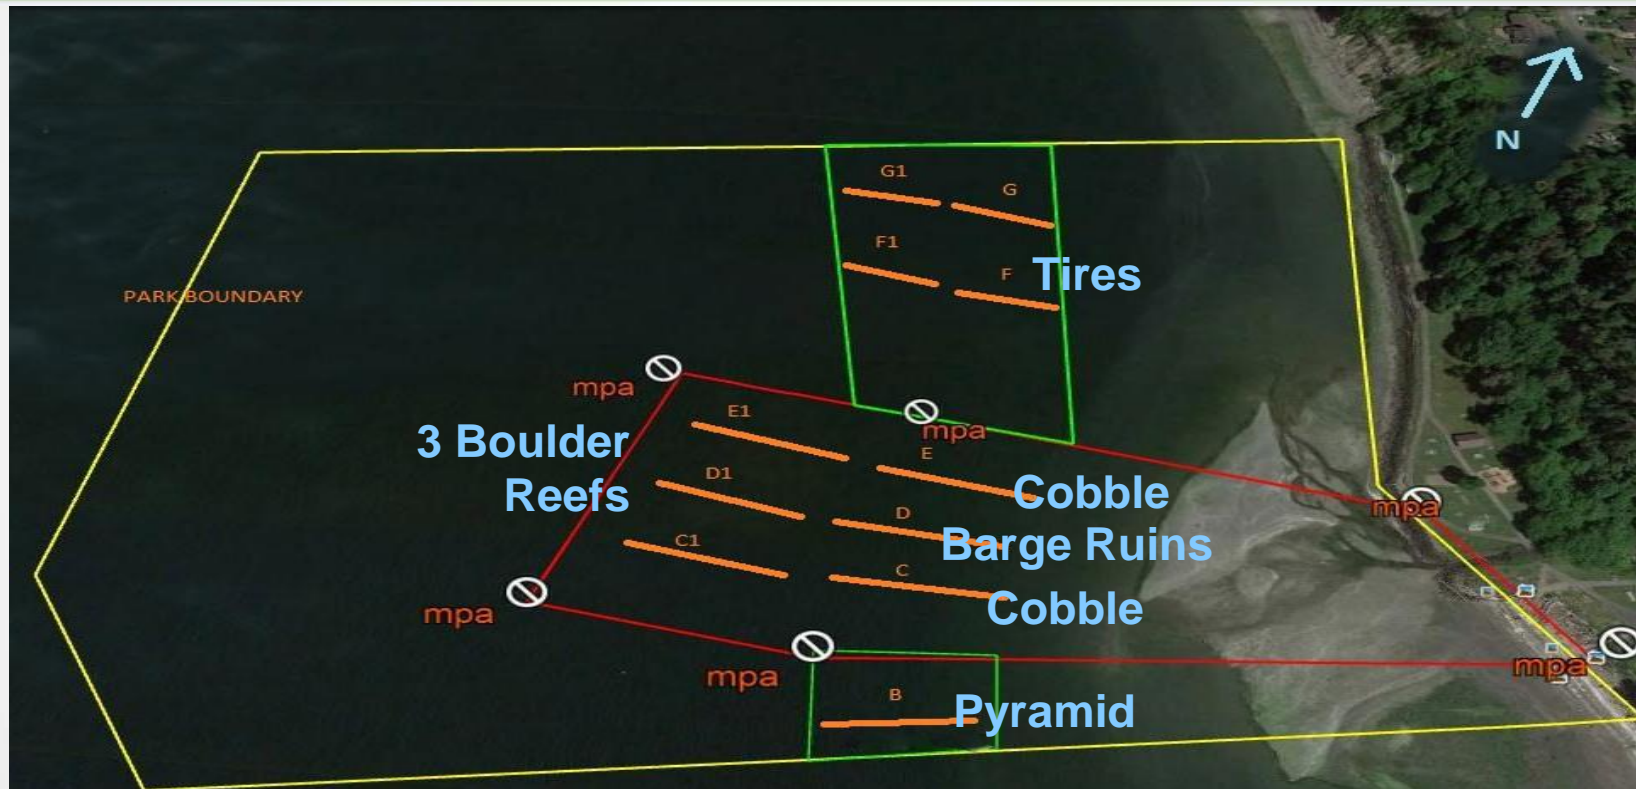 N
G1
G
F1
F
Tires
PARK BOUNDARY
mpa
E1
mpa
3 Boulder
Reefs
E
D1
Cobble
mpa
D
Barge Ruins
C1
C
mpa
Cobble
mpa
mpa
B
Pyramid